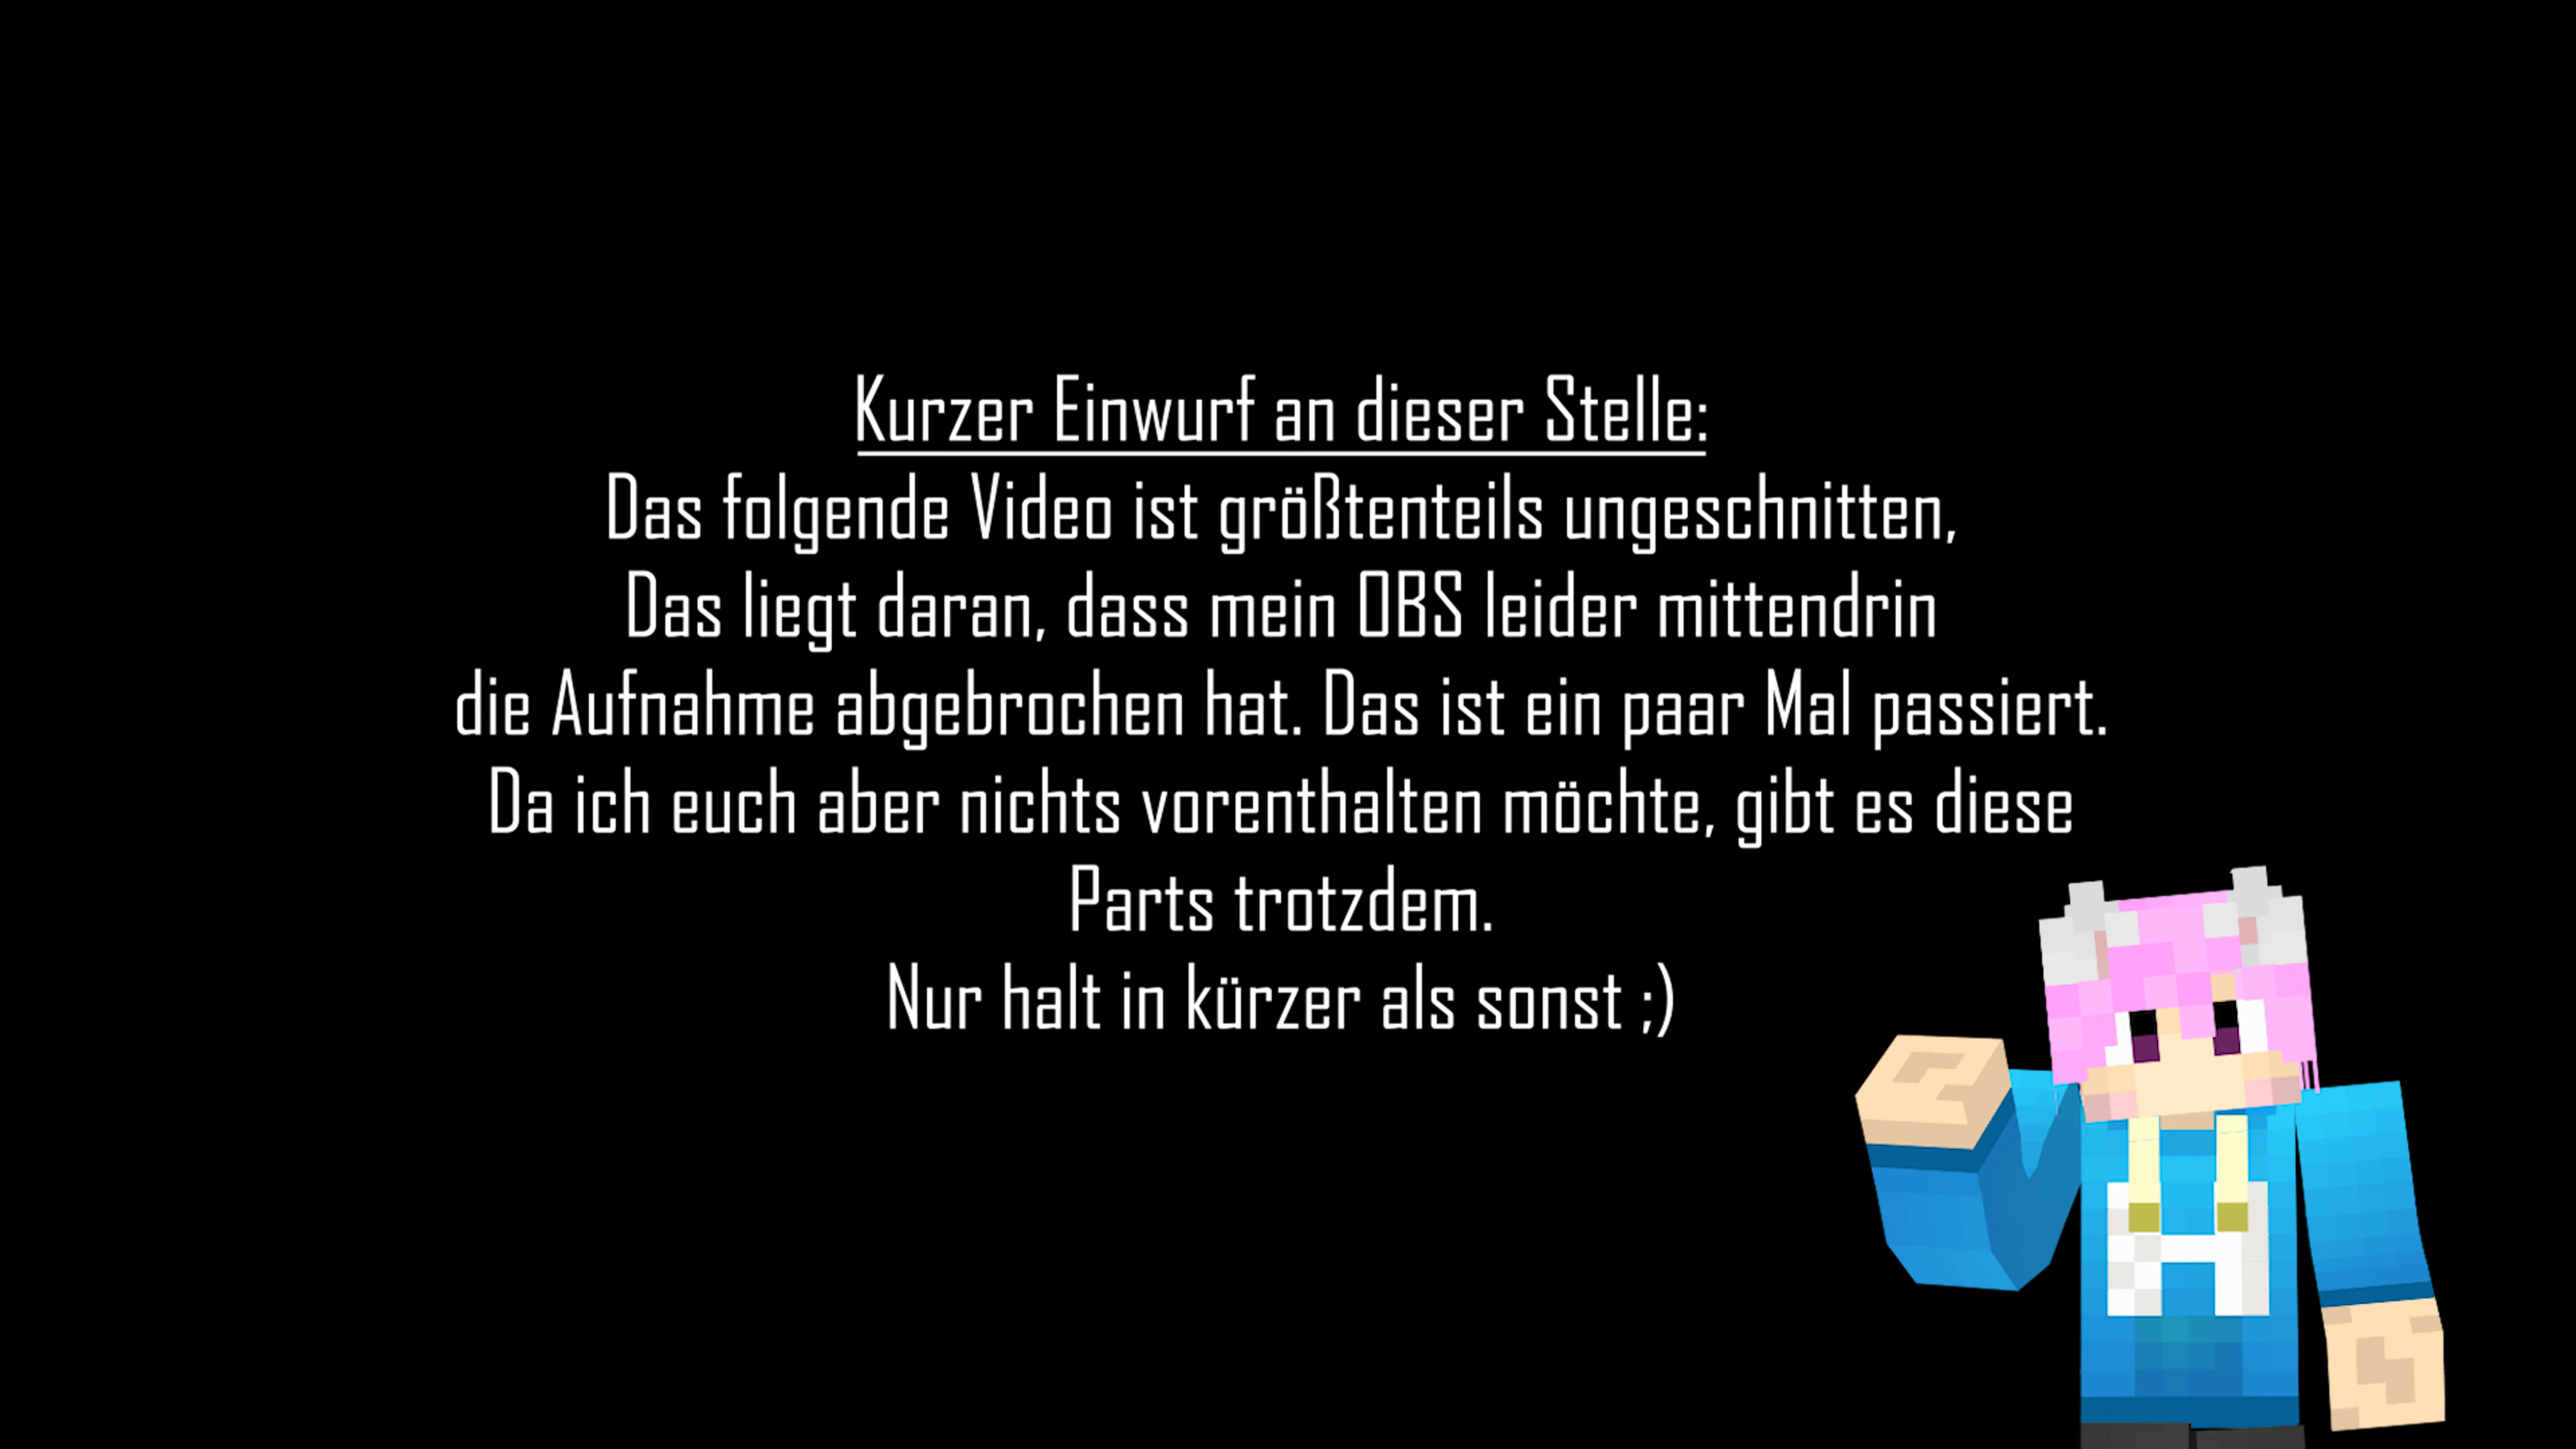 Kurzer Einwurf an dieser Stelle:
Das folgende Video ist größtenteils ungeschnitten,
Das liegt daran, dass mein OBS leider mittendrin
die Aufnahme abgebrochen hat. Das ist ein paar Mal passiert.
Da ich euch aber nichts vorenthalten möchte, gibt es diese
Parts trotzdem.
Nur halt in kürzer als sonst ;)